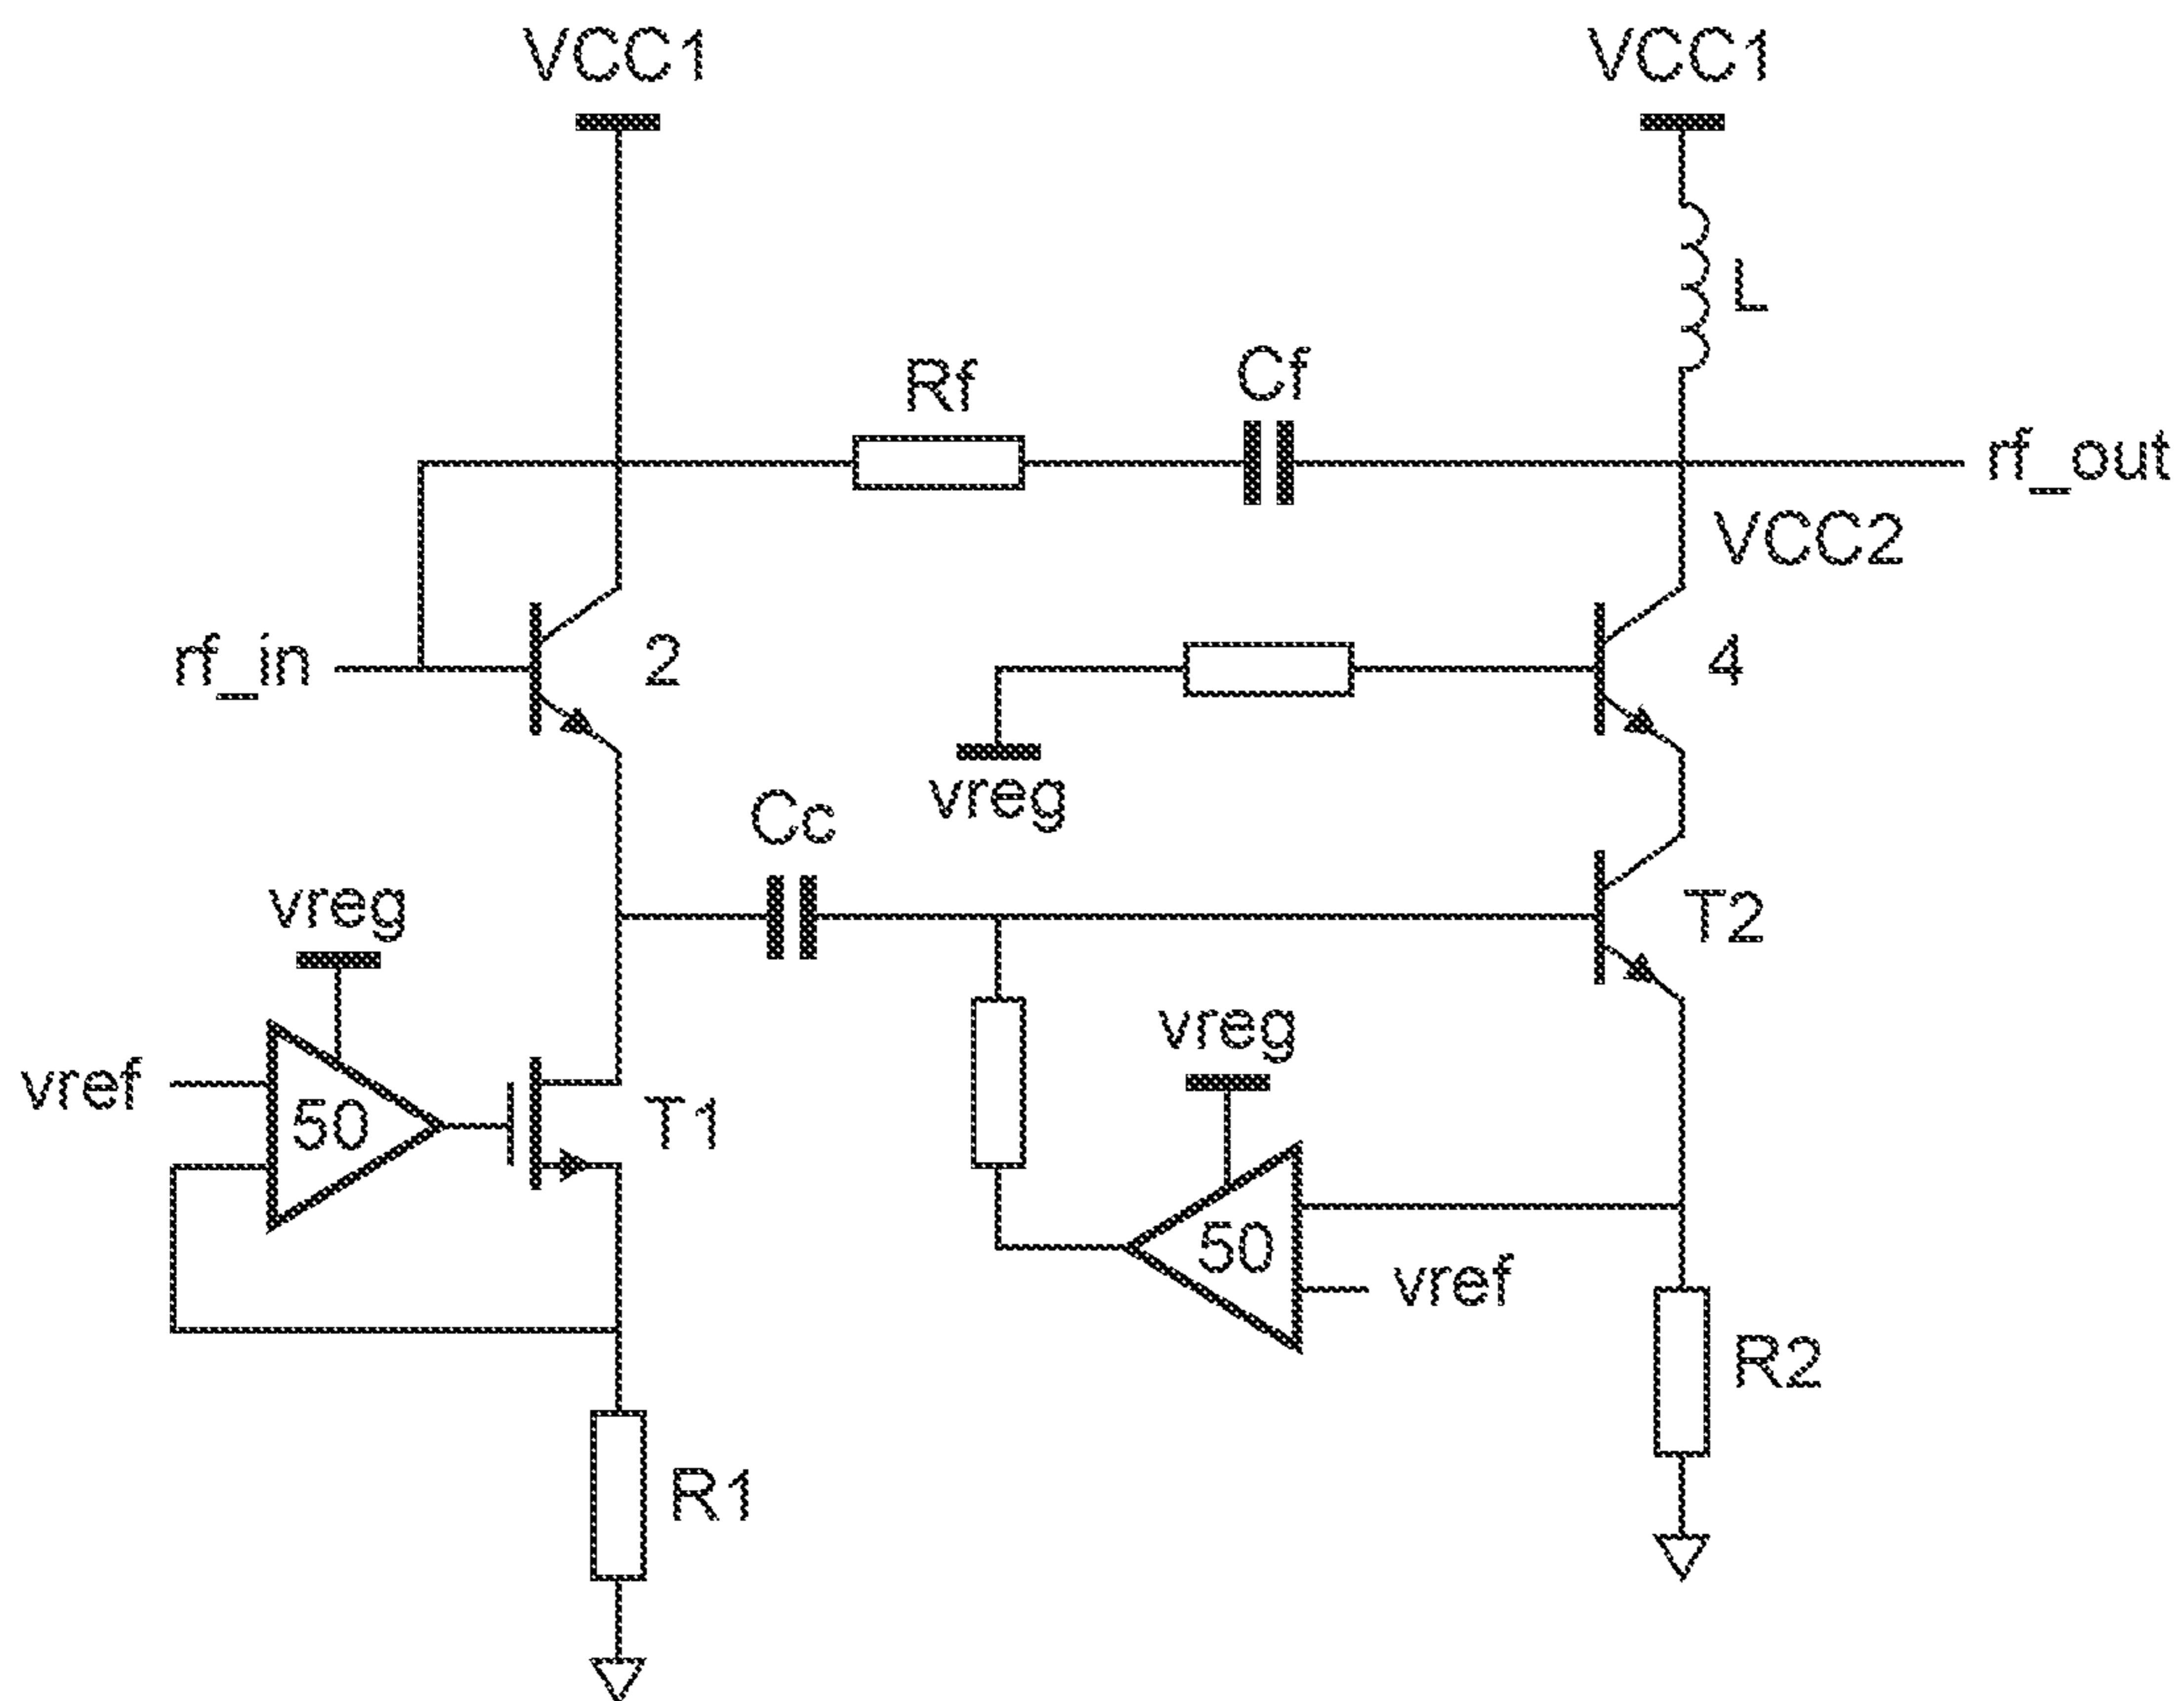 VCC1
VCC1
L
Rf
Cf
rf_out
VCC2
rf_in
2
4
vreg
Cc
vreg
T2
vreg
vref
50
T1
50
vref
R2
R1